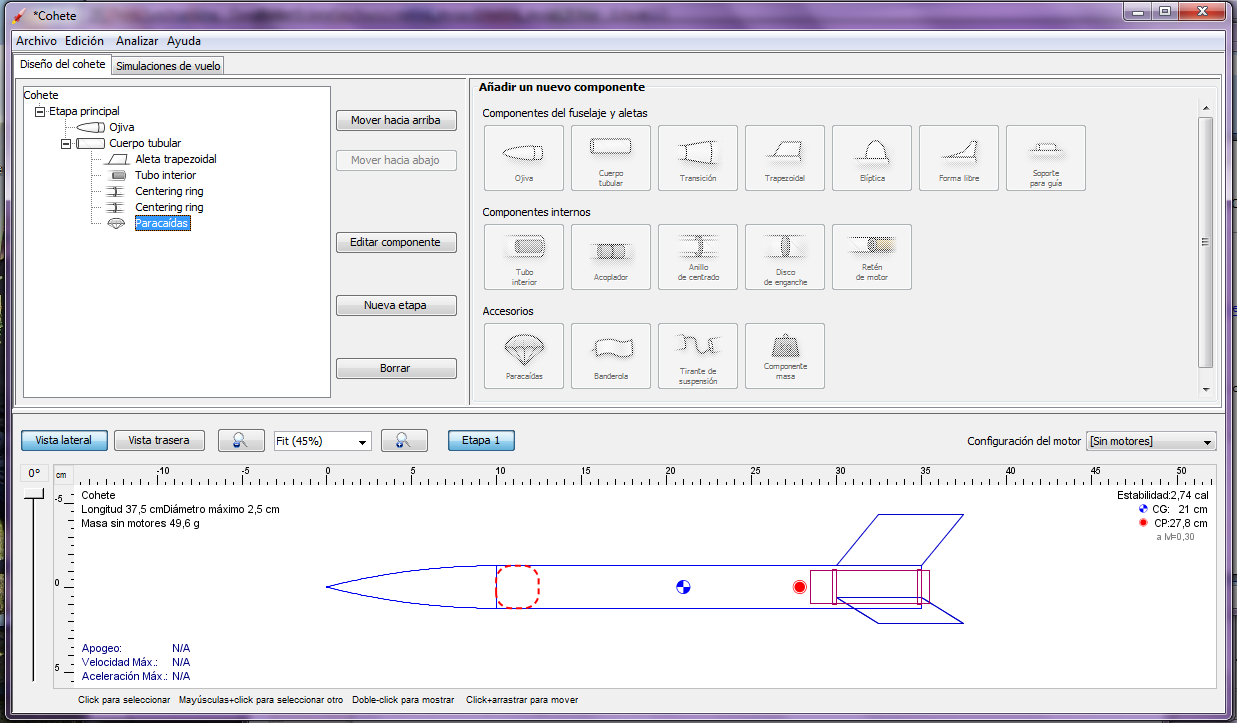 *Cohete
Archivo Edición Analizar Ayuda
Diseño del cohete Simulaciones de vuelo
Cohete
Etapa principal
Ojiva
Cuerpo tubular
Aleta trapezoidal
Tubo interior
Centering ring
Centering ring
Paracaídas
Mover hacia arriba
Mover hacia abajo
Editar componente
Nueva etapa
Borrar
Añadir un nuevo componente
Componentes del fuselaje y aletas
Ojiva
Cuerpo
tubular
Transición
Trapezoidal
Elíptica
Forma libre
Soporte
para guía
Componentes internos
Tubo
interior
Acoplador
Anillo
de centrado
Disco
de enganche
Retén
de motor
Accesorios
Paracaídas
Banderola
Tirante de
suspensión
Componente
masa
Vista lateral Vista trasera Fit (45%) Etapa 1 Configuración del motor [Sin motores]
0°
cm
-10 -5 0 5 10 15 20 25 30 35 40 45 50
-5
0
5
Cohete
Longitud 37,5 cmDiámetro máximo 2,5 cm
Masa sin motores 49,6 g
Estabilidad:2,74 cal
CG: 21 cm
CP:27,8 cm
a M=0,30
Apogeo: N/A
Velocidad Máx.: N/A
Aceleración Máx.: N/A
Click para seleccionar Mayúsculas+click para seleccionar otro Doble-click para mostrar Click+arrastrar para mover